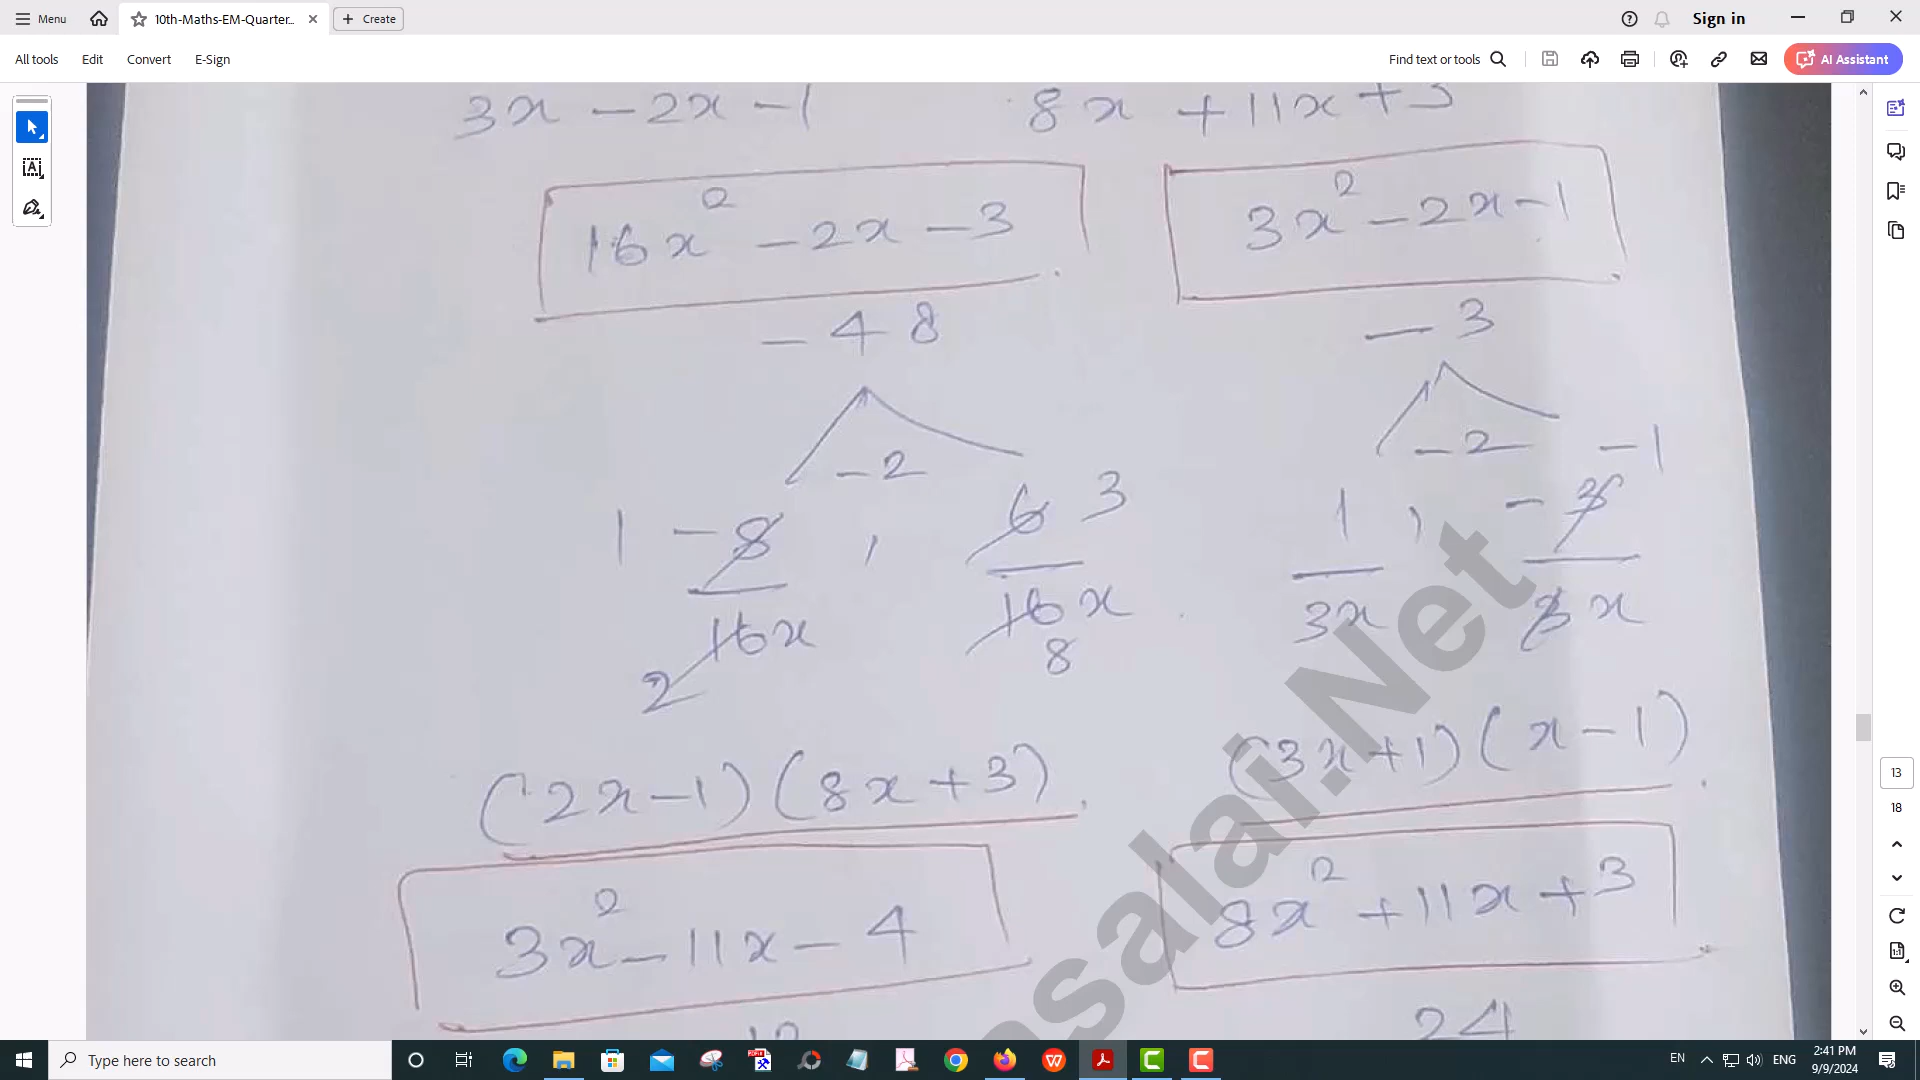 Menu
10th-Maths-EM-Quarter...
Create
Sign in
All tools
Edit
Convert
E-Sign
Find text or tools
AI Assistant
3x - 2x - 1
8x + 11x + 3
16x² - 2x - 3
3x² - 2x - 1
- 48
- 3
- 2
- 2
- 1
1 - 8 , 6 3
1 , - 3
16x 16x
3x 3x
2 8
(2x-1) (8x+3)
(3x+1) (x-1)
3x² - 11x - 4
8x² + 11x + 3
24
salai.Net
13
18
Type here to search
EN
ENG
2:41 PM
9/9/2024